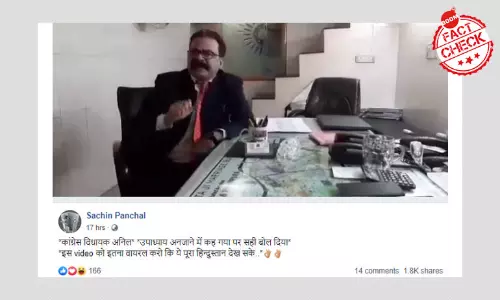 BOOM
FACT
CHECK
Sachin Panchal
17 hrs ·
"कांग्रेस विधायक अनिल" "उपाध्याय अनजाने में कह गया पर सही बोल दिया"
"इस video को इतना वायरल करो कि ये पूरा हिन्दुस्तान देख सके.."👌👌
166
14 comments 1.8K shares